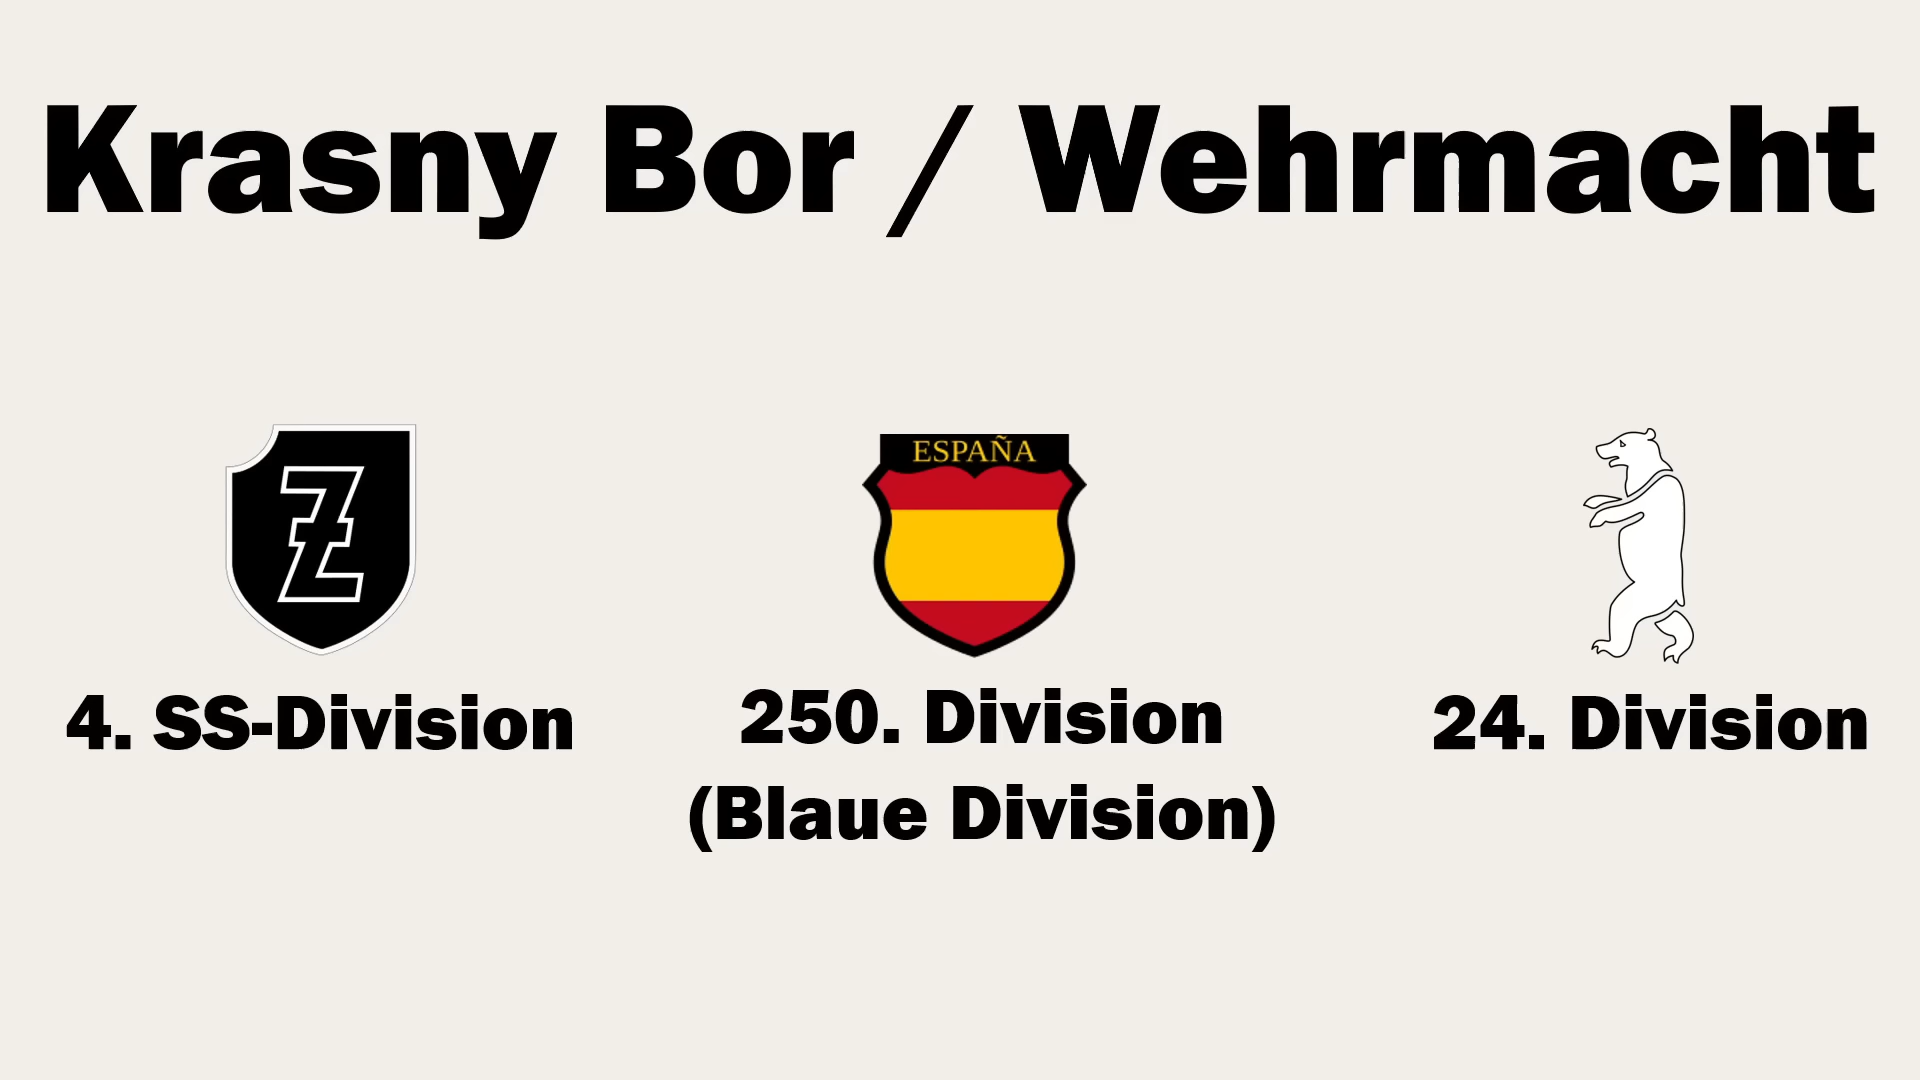 Krasny Bor / Wehrmacht
ESPAÑA
4. SS-Division
250. Division
(Blaue Division)
24. Division